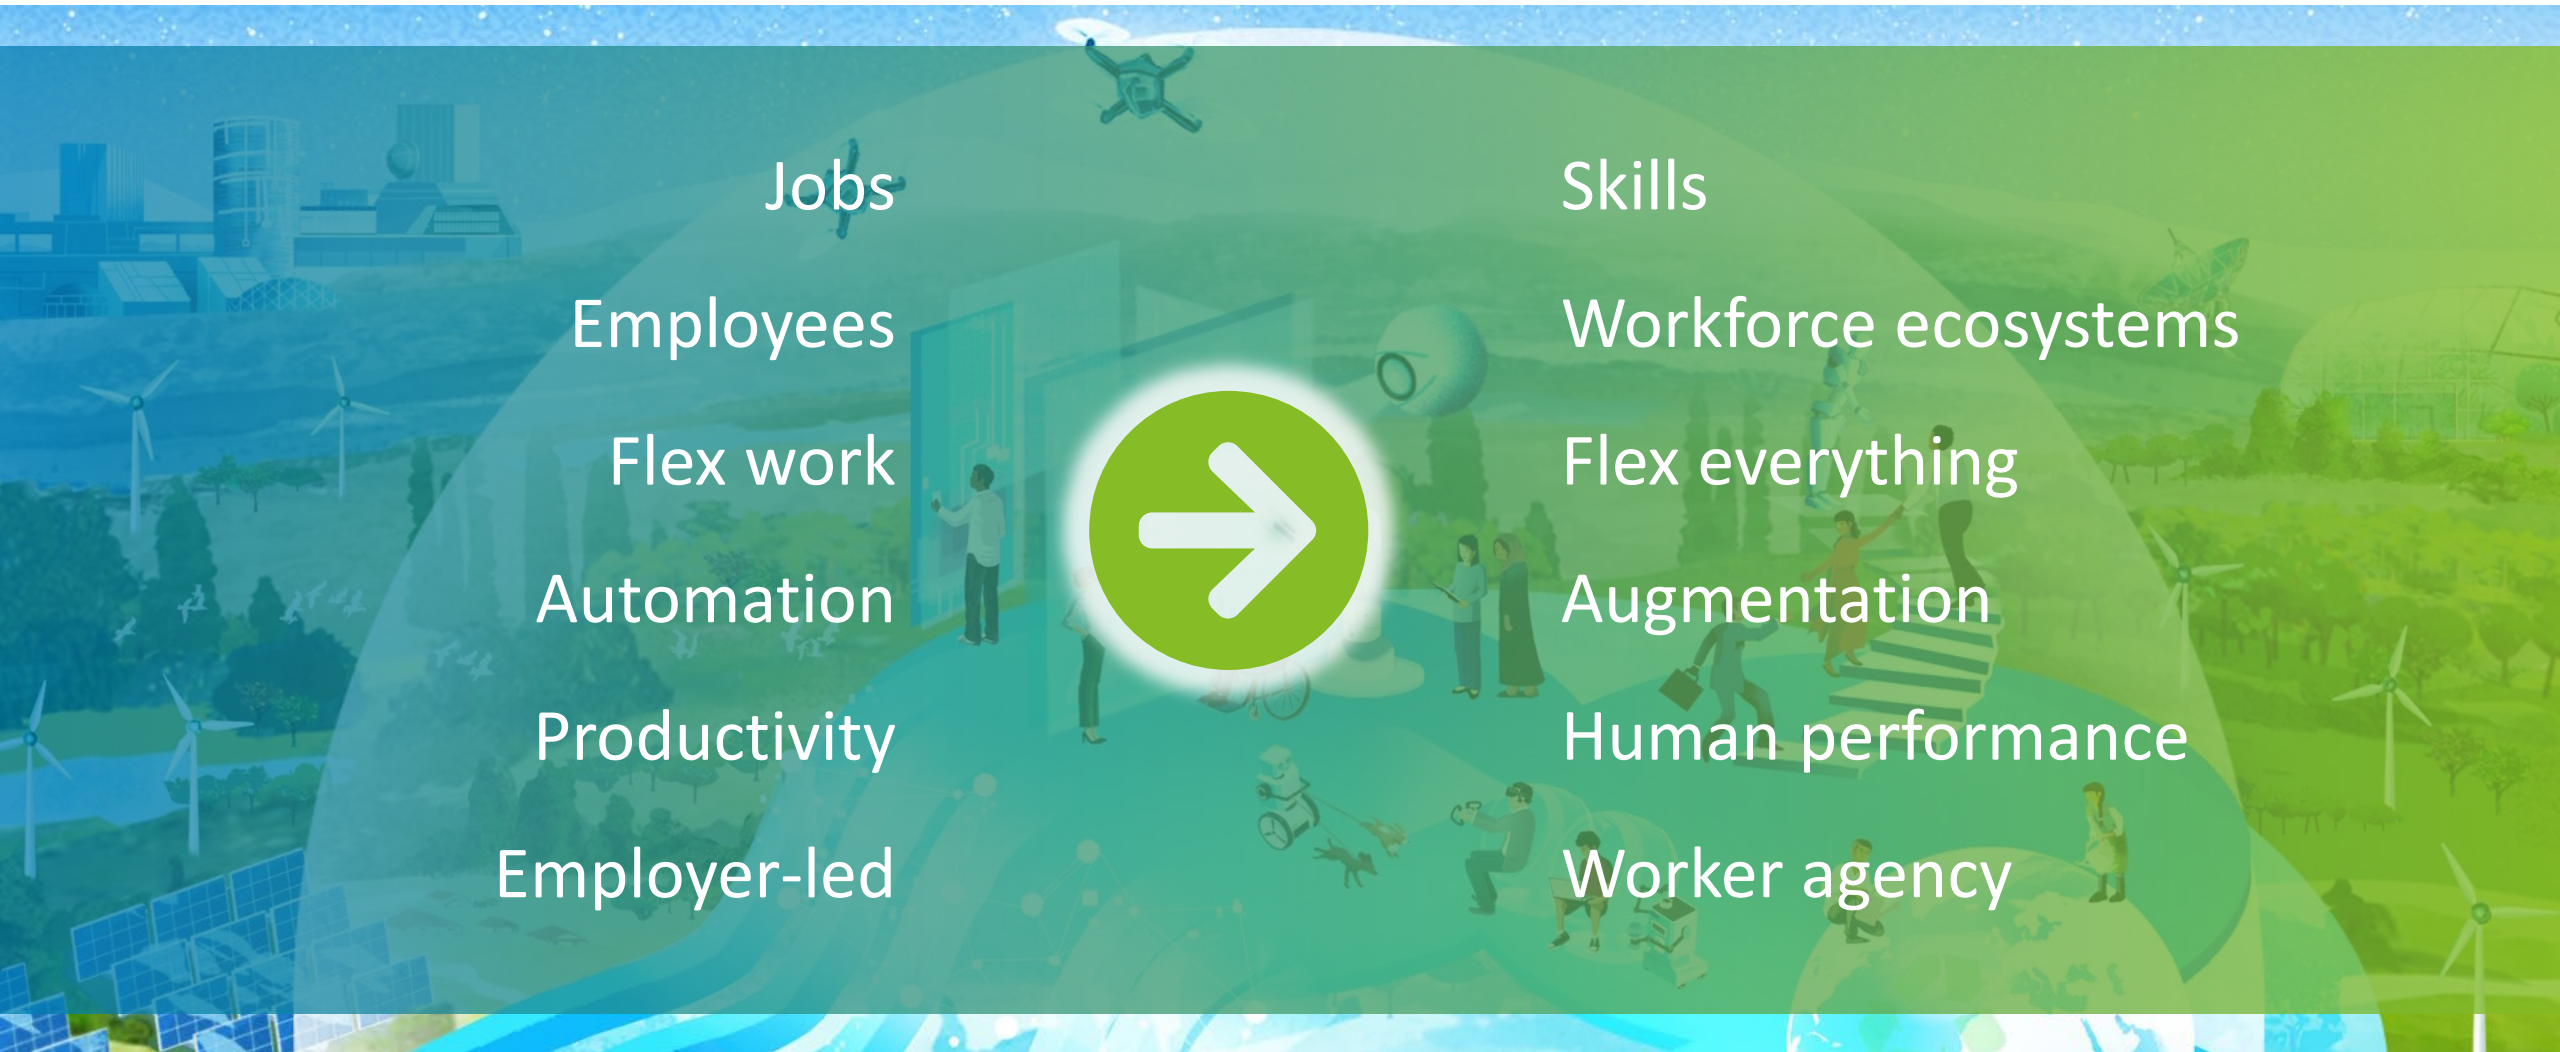 Jobs
Skills
Employees
Workforce ecosystems
Flex work
Flex everything
Automation
Augmentation
Productivity
Human performance
Employer-led
Worker agency